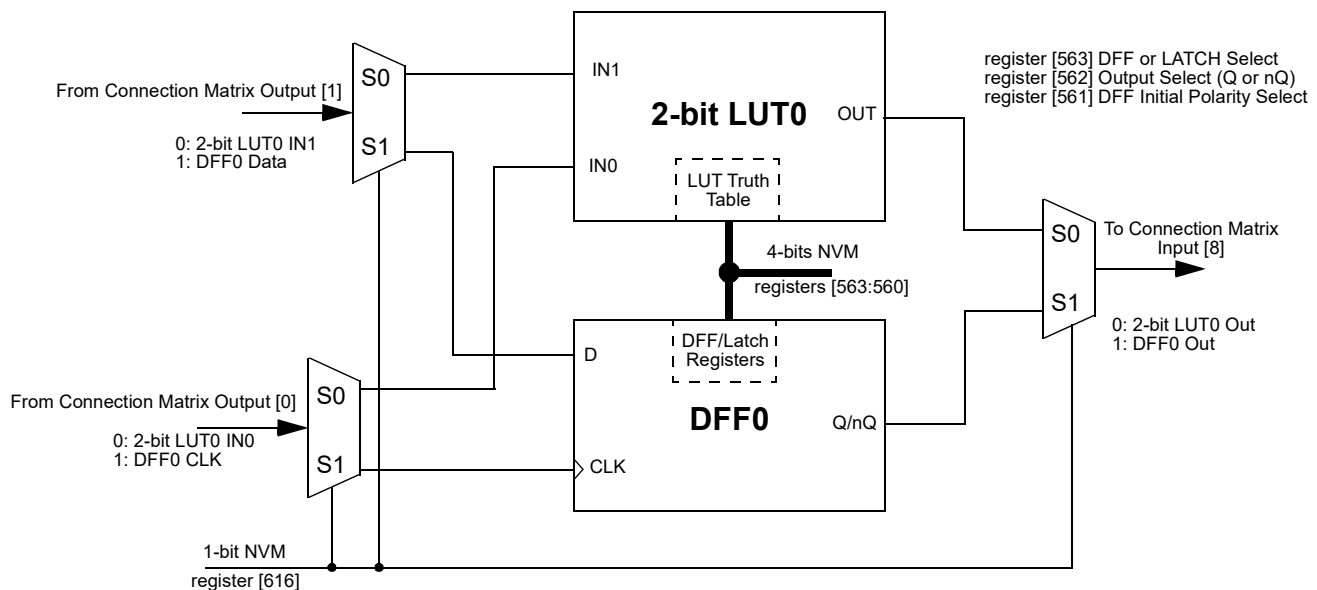 From Connection Matrix Output [1]
0: 2-bit LUT0 IN1
1: DFF0 Data
S0
S1
IN1
2-bit LUT0
OUT
IN0
LUT Truth
Table
register [563] DFF or LATCH Select
register [562] Output Select (Q or nQ)
register [561] DFF Initial Polarity Select
4-bits NVM
registers [563:560]
S0
S1
To Connection Matrix
Input [8]
0: 2-bit LUT0 Out
1: DFF0 Out
From Connection Matrix Output [0]
0: 2-bit LUT0 IN0
1: DFF0 CLK
S0
S1
D
DFF/Latch
Registers
DFF0
Q/nQ
CLK
1-bit NVM
register [616]